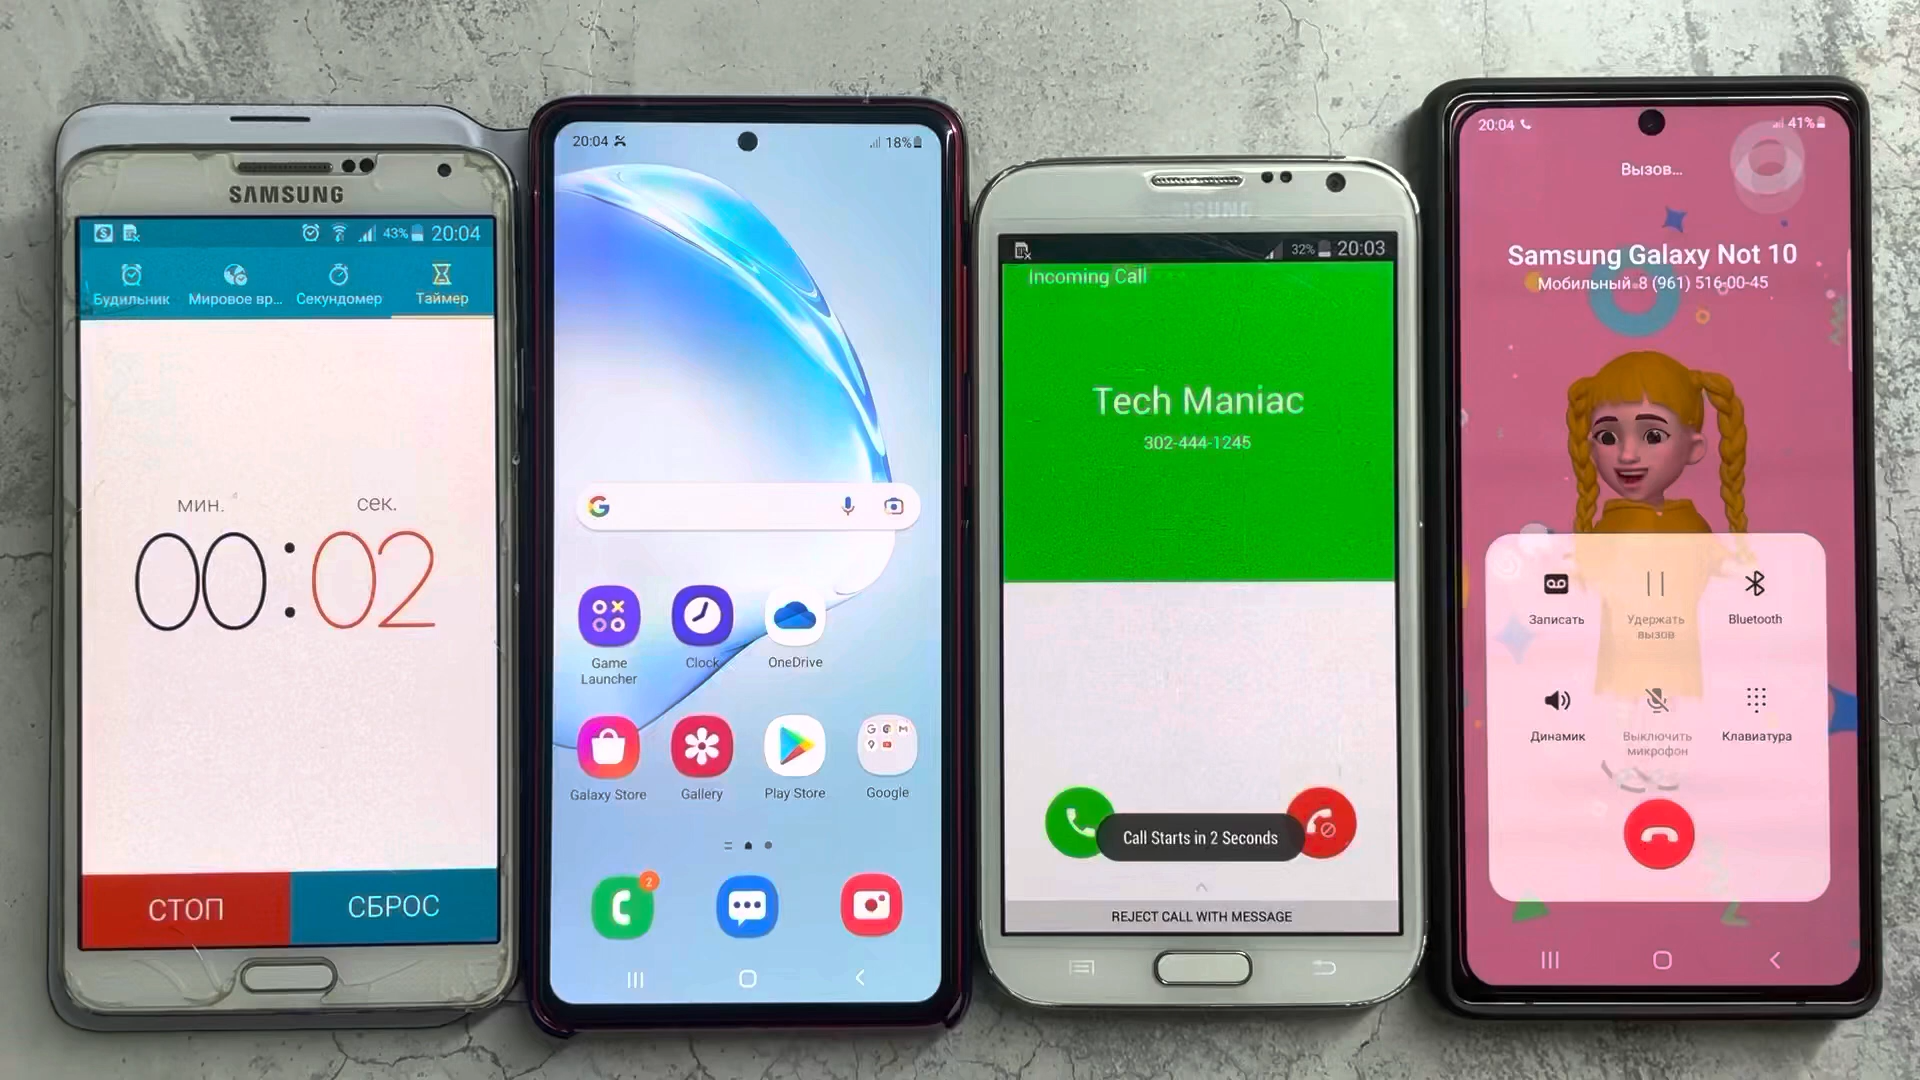 SAMSUNG
43% 20:04
Будильник
Мировое вр...
Секундомер
Таймер
мин.
сек.
00:02
СТОП
СБРОС
20:04
18%
Game
Launcher
Clock
OneDrive
Galaxy Store
Gallery
Play Store
Google
2
32% 20:03
Incoming Call
Tech Maniac
302-444-1245
Call Starts in 2 Seconds
REJECT CALL WITH MESSAGE
20:04
41%
Вызов...
Samsung Galaxy Not 10
Мобильный 8 (961) 516-00-45
Записать
Удержать
вызов
Bluetooth
Динамик
Выключить
микрофон
Клавиатура